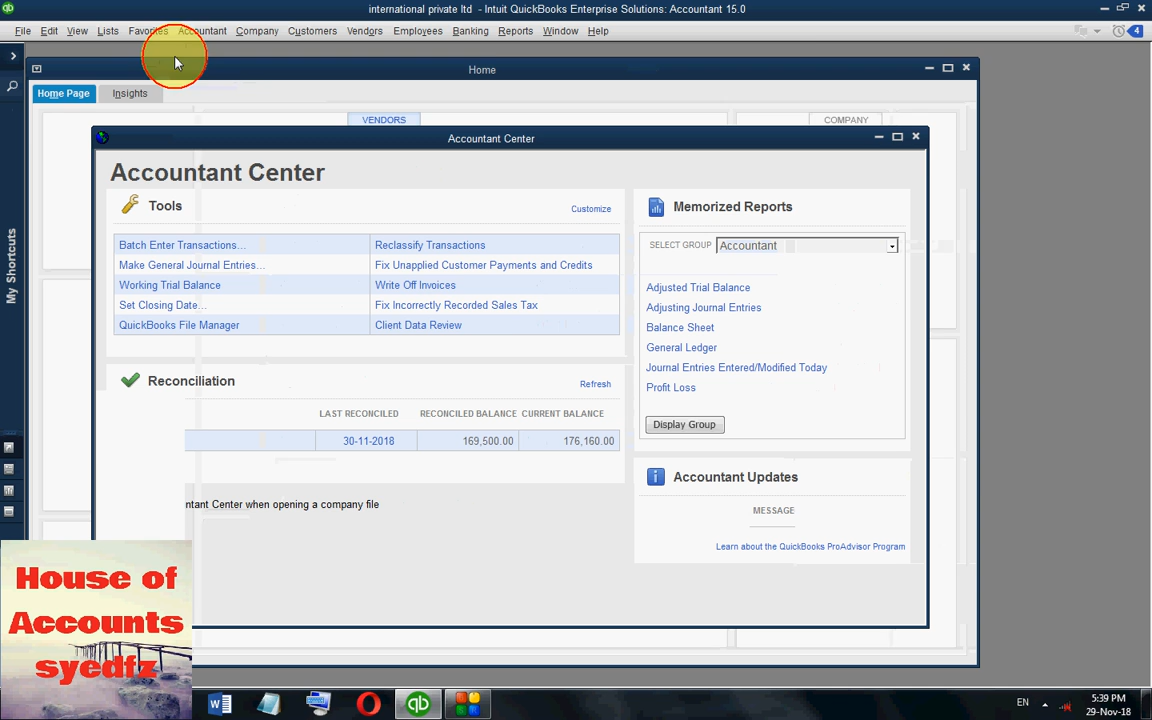 international private ltd - Intuit QuickBooks Enterprise Solutions: Accountant 15.0
File Edit View Lists Favorites Accountant Company Customers Vendors Employees Banking Reports Window Help
4
Home
Home Page Insights
My Shortcuts
VENDORS
COMPANY
Accountant Center
Accountant Center
Tools
Customize
Batch Enter Transactions... Reclassify Transactions
Make General Journal Entries... Fix Unapplied Customer Payments and Credits
Working Trial Balance Write Off Invoices
Set Closing Date... Fix Incorrectly Recorded Sales Tax
QuickBooks File Manager Client Data Review
Reconciliation
Refresh
LAST RECONCILED RECONCILED BALANCE CURRENT BALANCE
30-11-2018 169,500.00 176,160.00
ntant Center when opening a company file
Memorized Reports
SELECT GROUP Accountant
Adjusted Trial Balance
Adjusting Journal Entries
Balance Sheet
General Ledger
Journal Entries Entered/Modified Today
Profit Loss
Display Group
Accountant Updates
MESSAGE
Learn about the QuickBooks ProAdvisor Program
House of
Accounts
syedfz
EN
5:39 PM
29-Nov-18